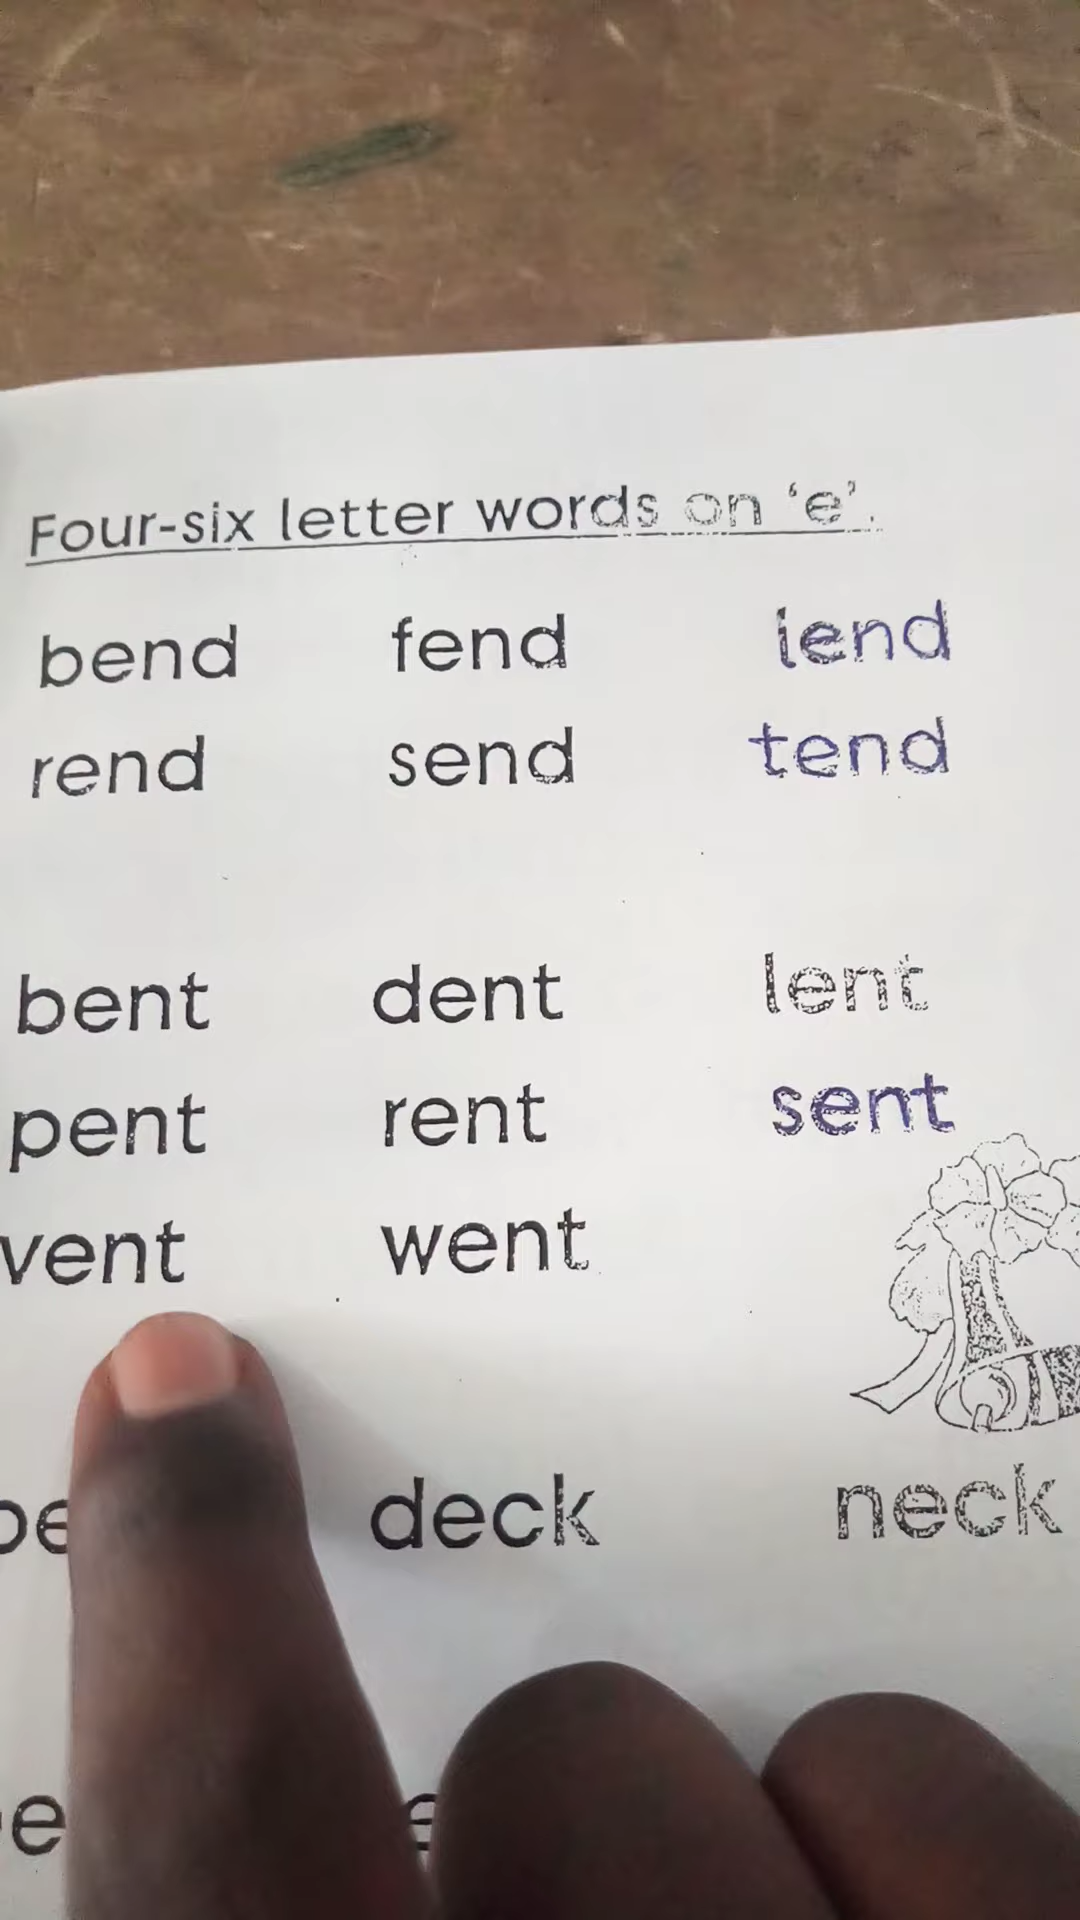 Four-six letter words on 'e'.
bend fend lend
rend send tend
bent dent lent
pent rent sent
vent went
deck neck